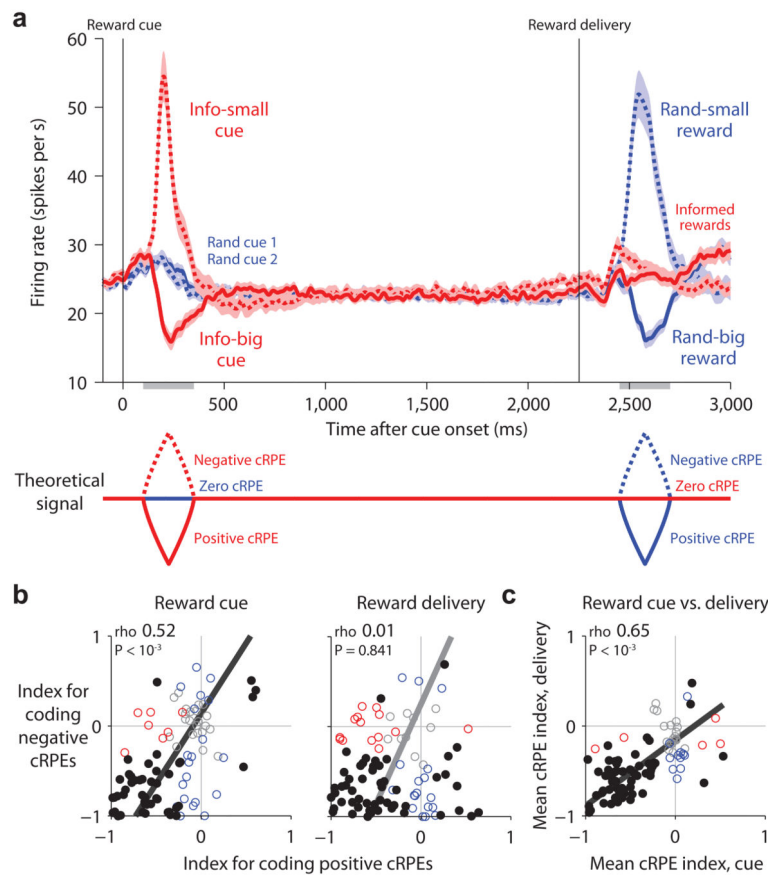 a
Reward cue
Reward delivery
60
50
40
30
20
10
Firing rate (spikes per s)
Info-small
cue
Rand-small
reward
Informed
rewards
Rand cue 1
Rand cue 2
Info-big
cue
Rand-big
reward
0
500
1,000
1,500
2,000
2,500
3,000
Time after cue onset (ms)
Theoretical
signal
Negative cRPE
Zero cRPE
Positive cRPE
Negative cRPE
Zero cRPE
Positive cRPE
b
Reward cue
Reward delivery
c
Reward cue vs. delivery
Index for
coding
negative
cRPEs
1
0
−1
rho 0.52
P < 10-3
−1
0
1
1
0
−1
rho 0.01
P = 0.841
−1
0
1
Index for coding positive cRPEs
Mean cRPE index, delivery
1
0
−1
rho 0.65
P < 10-3
−1
0
1
Mean cRPE index, cue